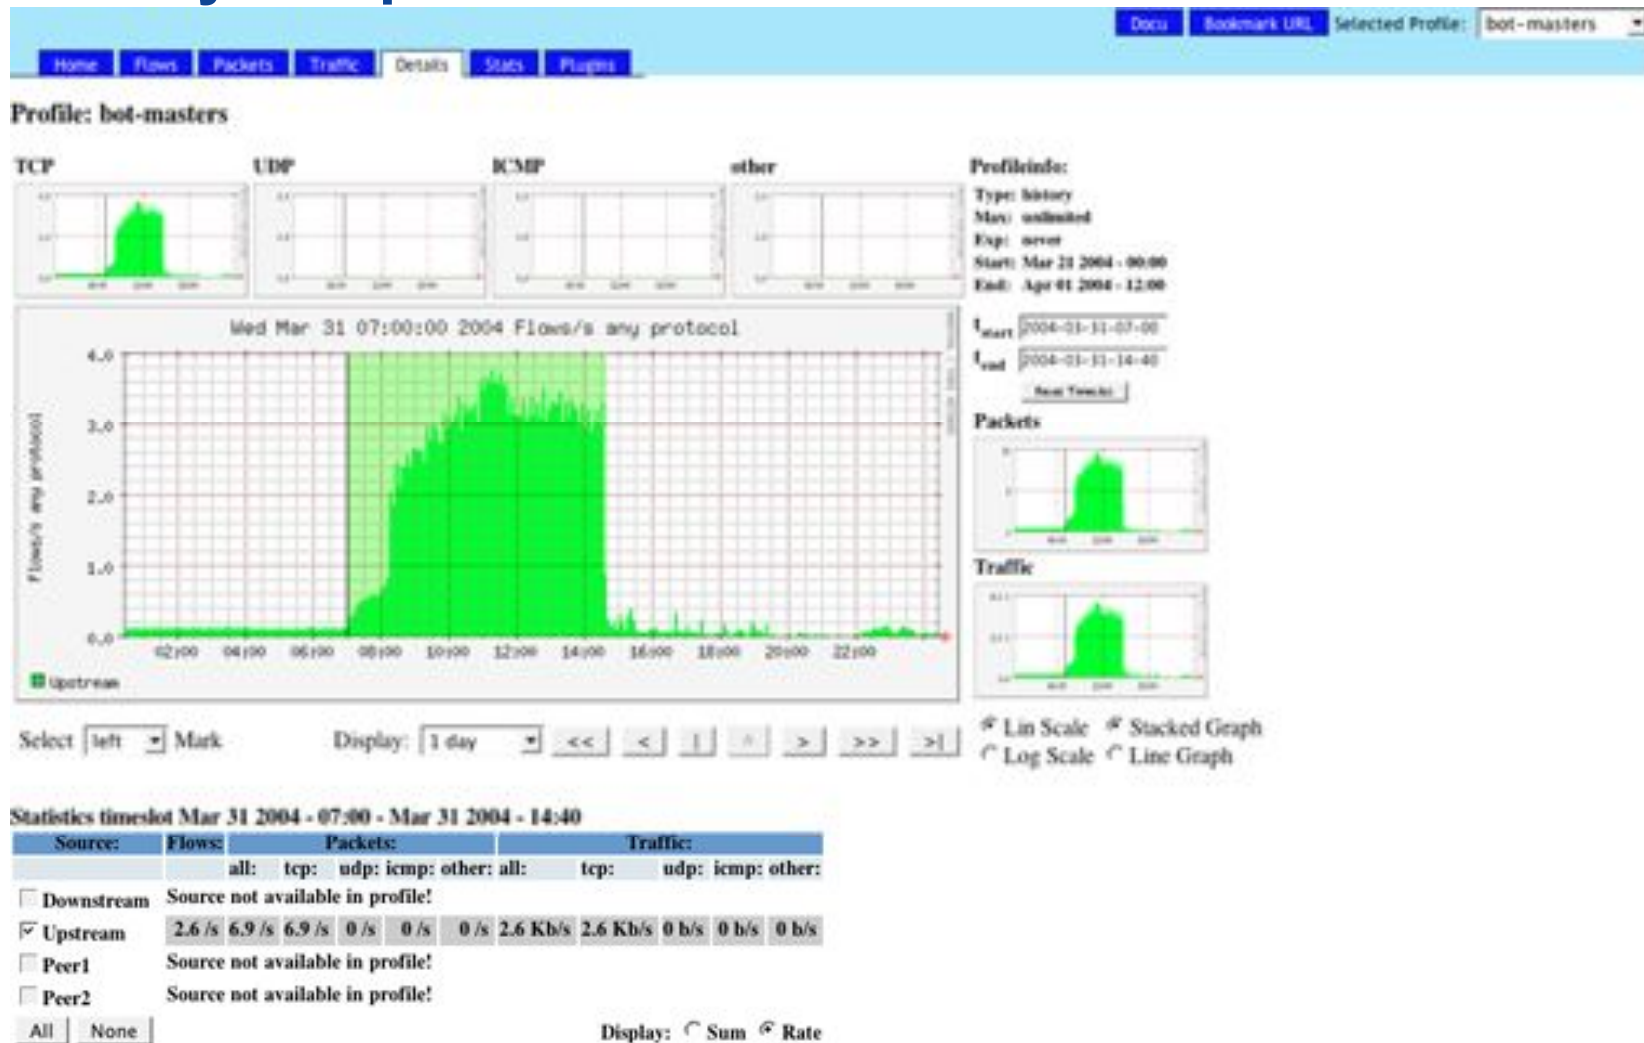 Docu Bookmark URL Selected Profile: bot-masters
Home Flows Packets Traffic Details Stats Plugins
Profile: bot-masters
TCP UDP ICMP other Profileinfo:
Type: history
Max: unlimited
Exp: never
Start: Mar 21 2004 - 00:00
End: Apr 01 2004 - 12:00
Wed Mar 31 07:00:00 2004 Flows/s any protocol
tstart 2004-03-31-07-00
tend 2004-03-31-14-40
Packets
Traffic
Flows/s any protocol
4.0
3.0
2.0
1.0
0.0
02:00 04:00 06:00 08:00 10:00 12:00 14:00 16:00 18:00 20:00 22:00
Upstream
Select left Mark Display: 1 day << < | ^ > >> >|
Lin Scale Stacked Graph
Log Scale Line Graph
Statistics timeslot Mar 31 2004 - 07:00 - Mar 31 2004 - 14:40
Source: Flows: Packets: Traffic:
all: tcp: udp: icmp: other: all: tcp: udp: icmp: other:
Downstream Source not available in profile!
Upstream 2.6 /s 6.9 /s 6.9 /s 0 /s 0 /s 0 /s 2.6 Kb/s 2.6 Kb/s 0 b/s 0 b/s 0 b/s
Peer1 Source not available in profile!
Peer2 Source not available in profile!
All None Display: Sum Rate